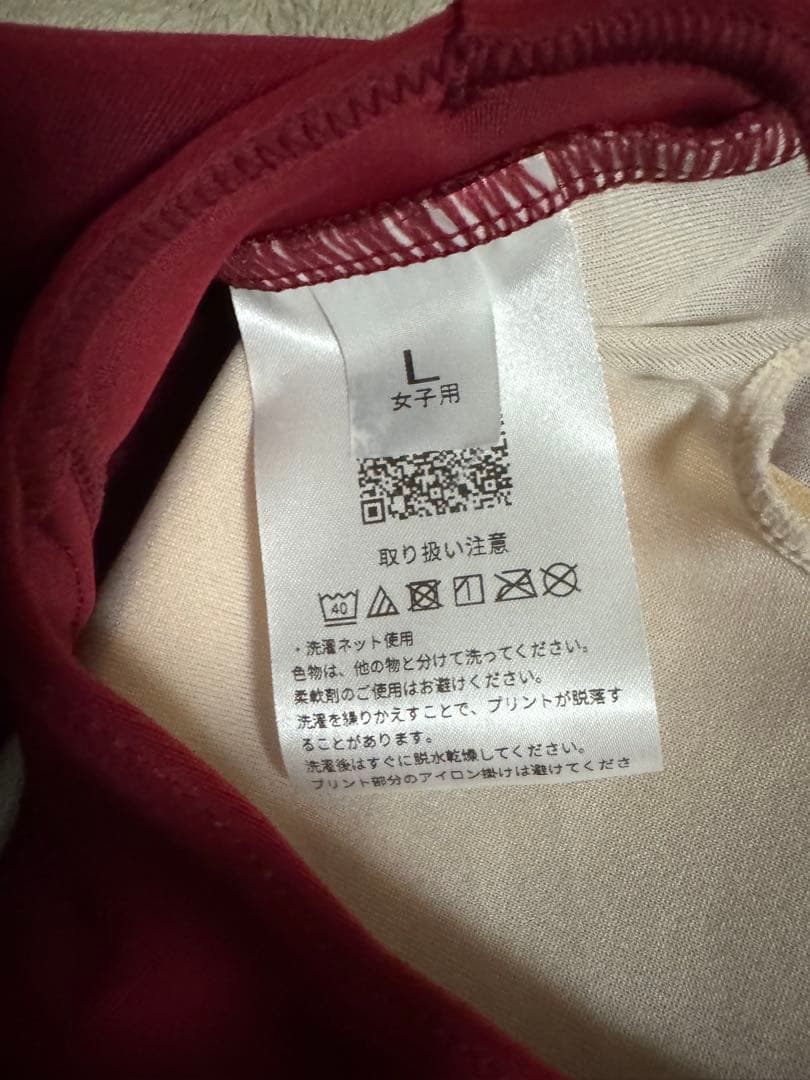 L
女子用
取り扱い注意
40
・洗濯ネット使用
色物は、他の物と分けて洗ってください。
柔軟剤のご使用はお避けください。
洗濯を繰りかえすことで、プリントが脱落す
ることがあります。
洗濯後はすぐに脱水乾燥してください。
プリント部分のアイロン掛けは避けてくださ